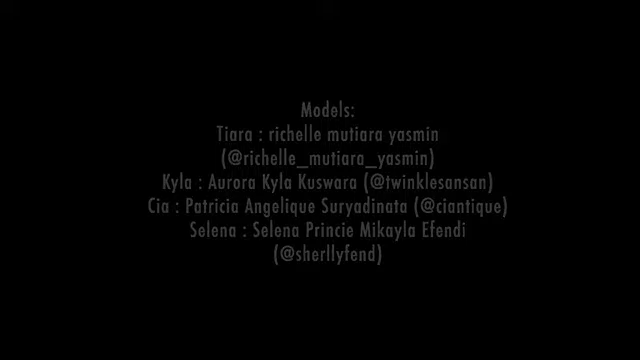 Models:
Tiara : richelle mutiara yasmin
(@richelle_mutiara_yasmin)
Kyla : Aurora Kyla Kuswara (@twinklesansan)
Cia : Patricia Angelique Suryadinata (@ciantique)
Selena : Selena Princie Mikayla Efendi
(@sherllyfend)